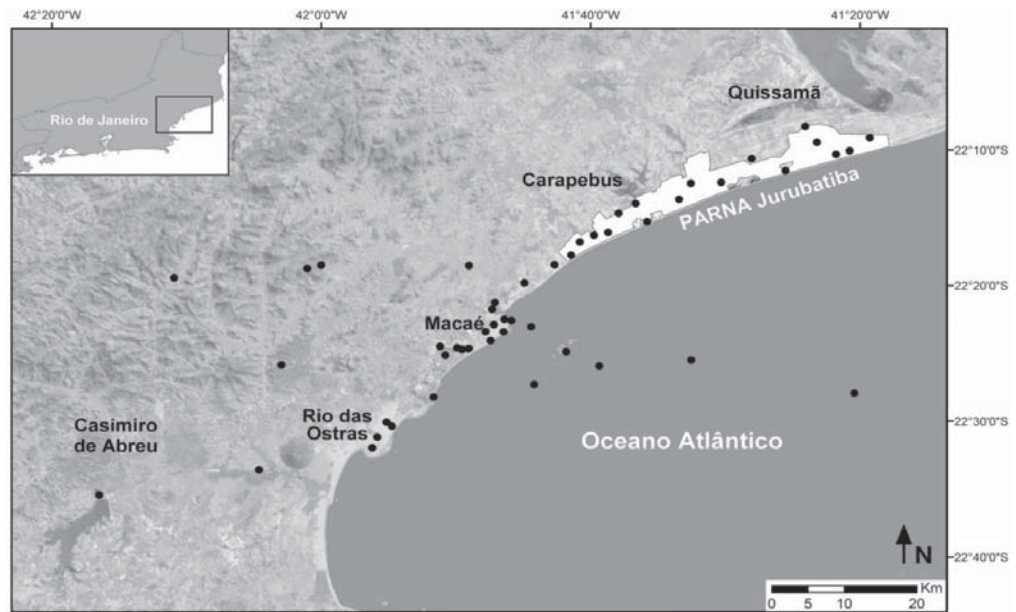 42°20'0"W 42°0'0"W 41°40'0"W 41°20'0"W
Rio de Janeiro
Quissamã
22°10'0"S
Carapebus
PARNA Jurubatiba
22°20'0"S
Macaé
Rio das
Ostras
22°30'0"S
Casimiro
de Abreu
Oceano Atlântico
N
22°40'0"S
Km
0 5 10 20